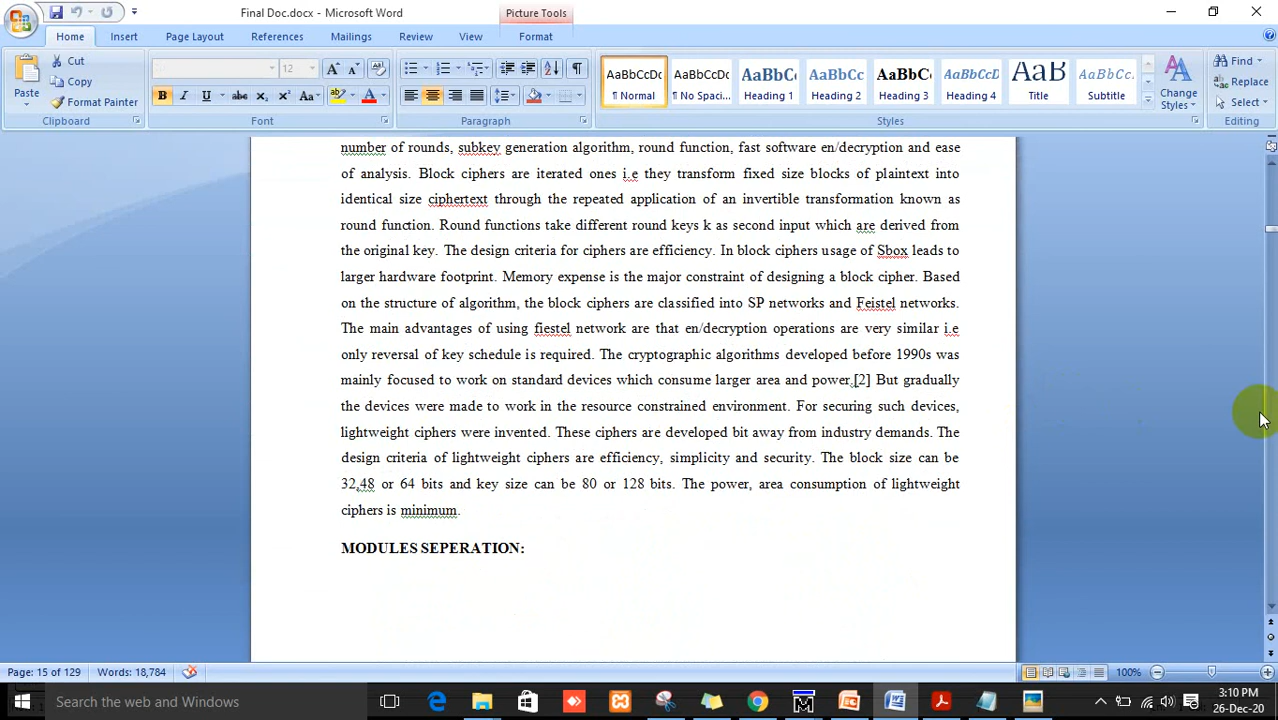 Final Doc.docx - Microsoft Word
Picture Tools
Home Insert Page Layout References Mailings Review View Format
Cut
Copy
Format Painter
Paste
Clipboard
12
Font
Paragraph
AaBbCcDc AaBbCcDc AaBbC AaBbCc AaBbCc AaBbCcD AaB AaBbCcD
¶ Normal ¶ No Spaci... Heading 1 Heading 2 Heading 3 Heading 4 Title Subtitle
Styles
Change Styles
Find
Replace
Select
Editing
number of rounds, subkey generation algorithm, round function, fast software en/decryption and ease
of analysis. Block ciphers are iterated ones i.e they transform fixed size blocks of plaintext into
identical size ciphertext through the repeated application of an invertible transformation known as
round function. Round functions take different round keys k as second input which are derived from
the original key. The design criteria for ciphers are efficiency. In block ciphers usage of Sbox leads to
larger hardware footprint. Memory expense is the major constraint of designing a block cipher. Based
on the structure of algorithm, the block ciphers are classified into SP networks and Feistel networks.
The main advantages of using fiestel network are that en/decryption operations are very similar i.e
only reversal of key schedule is required. The cryptographic algorithms developed before 1990s was
mainly focused to work on standard devices which consume larger area and power.[2] But gradually
the devices were made to work in the resource constrained environment. For securing such devices,
lightweight ciphers were invented. These ciphers are developed bit away from industry demands. The
design criteria of lightweight ciphers are efficiency, simplicity and security. The block size can be
32,48 or 64 bits and key size can be 80 or 128 bits. The power, area consumption of lightweight
ciphers is minimum.
MODULES SEPERATION:
Page: 15 of 129 Words: 18,784
100%
Search the web and Windows
3:10 PM
26-Dec-20